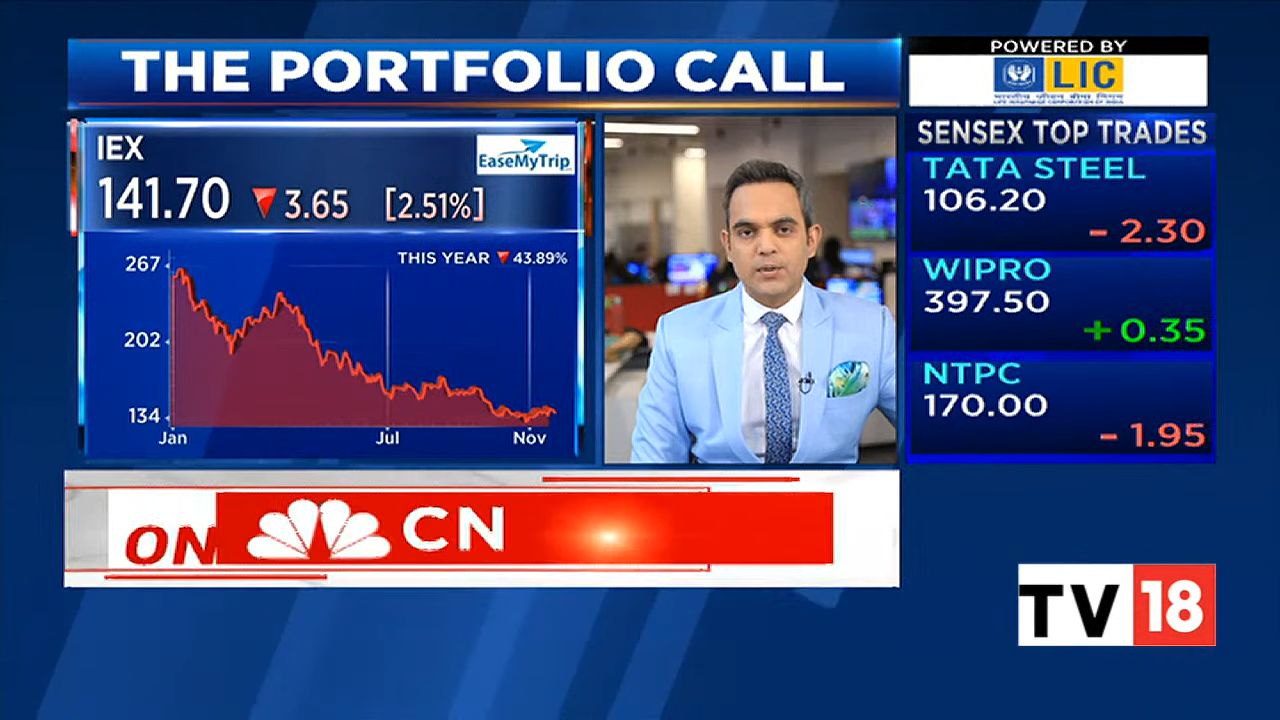 THE PORTFOLIO CALL
POWERED BY
LIC
IEX
EaseMyTrip
141.70 ▼ 3.65 [2.51%]
THIS YEAR ▼ 43.89%
267
202
134
Jan Jul Nov
SENSEX TOP TRADES
TATA STEEL
106.20
- 2.30
WIPRO
397.50
+ 0.35
NTPC
170.00
- 1.95
ON CN
TV 18